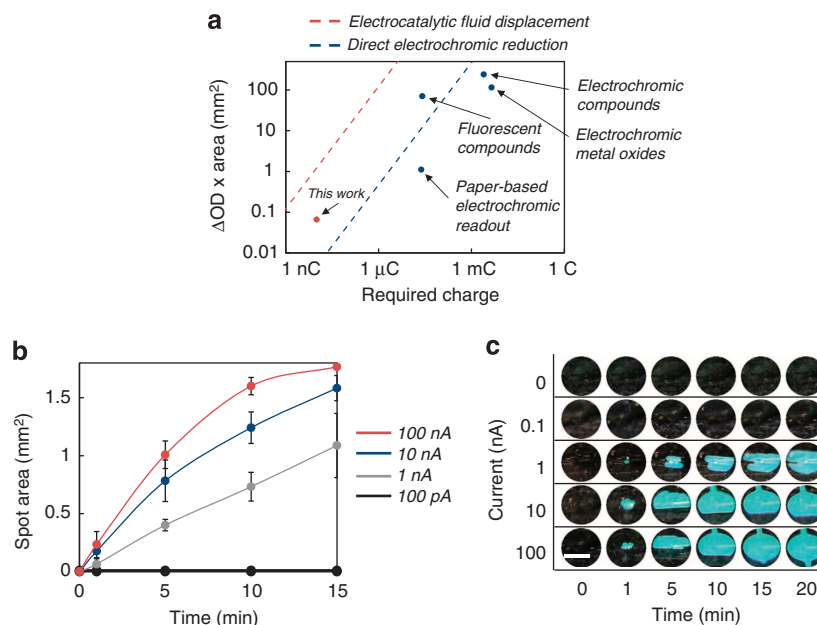 a
Electrocatalytic fluid displacement
Direct electrochromic reduction
ΔOD x area (mm²)
100
10
1
0.1
0.01
This work
Fluorescent
compounds
Paper-based
electrochromic
readout
Electrochromic
compounds
Electrochromic
metal oxides
1 nC
1 µC
1 mC
1 C
Required charge
b
Spot area (mm²)
1.5
1
0.5
0
0
5
10
15
Time (min)
100 nA
10 nA
1 nA
100 pA
c
Current (nA)
0
0.1
1
10
100
0
1
5
10
15
20
Time (min)